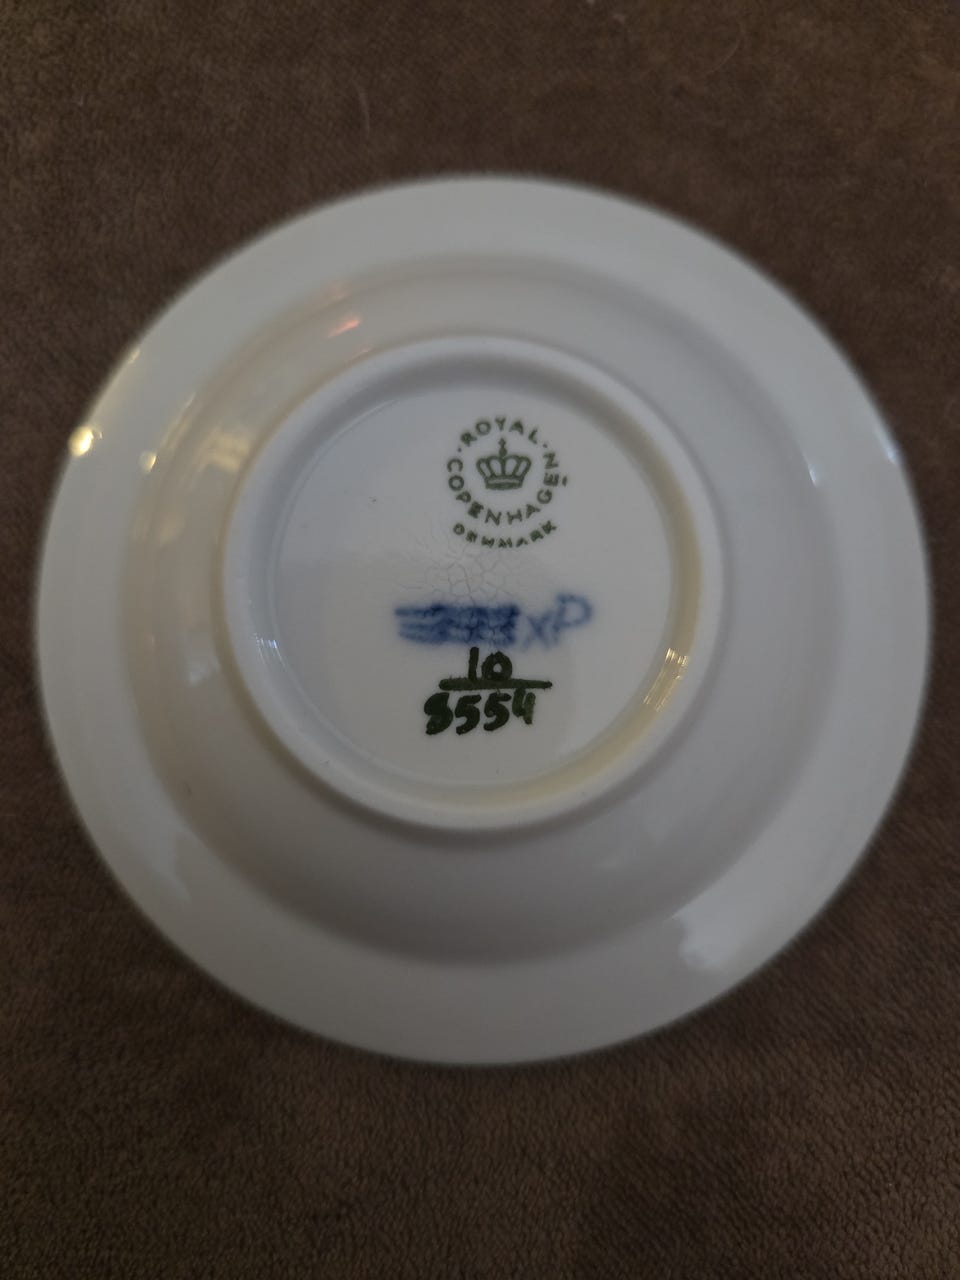 ROYAL
COPENHAGEN
DENMARK
xP
10
8554